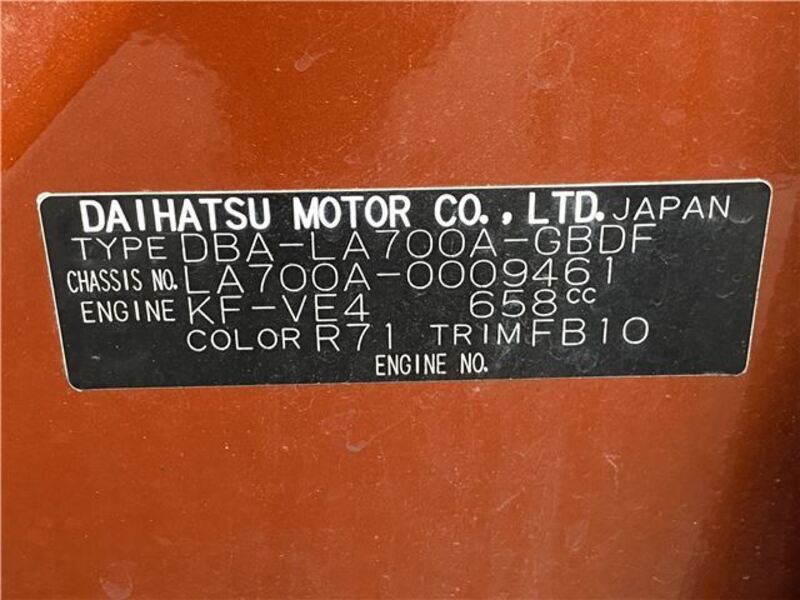 DAIHATSU MOTOR CO., LTD. JAPAN
TYPE DBA-LA700A-GBDF
CHASSIS NO. LA700A-0009461
ENGINE KF-VE4 658cc
COLOR R71 TRIM FB10
ENGINE NO.